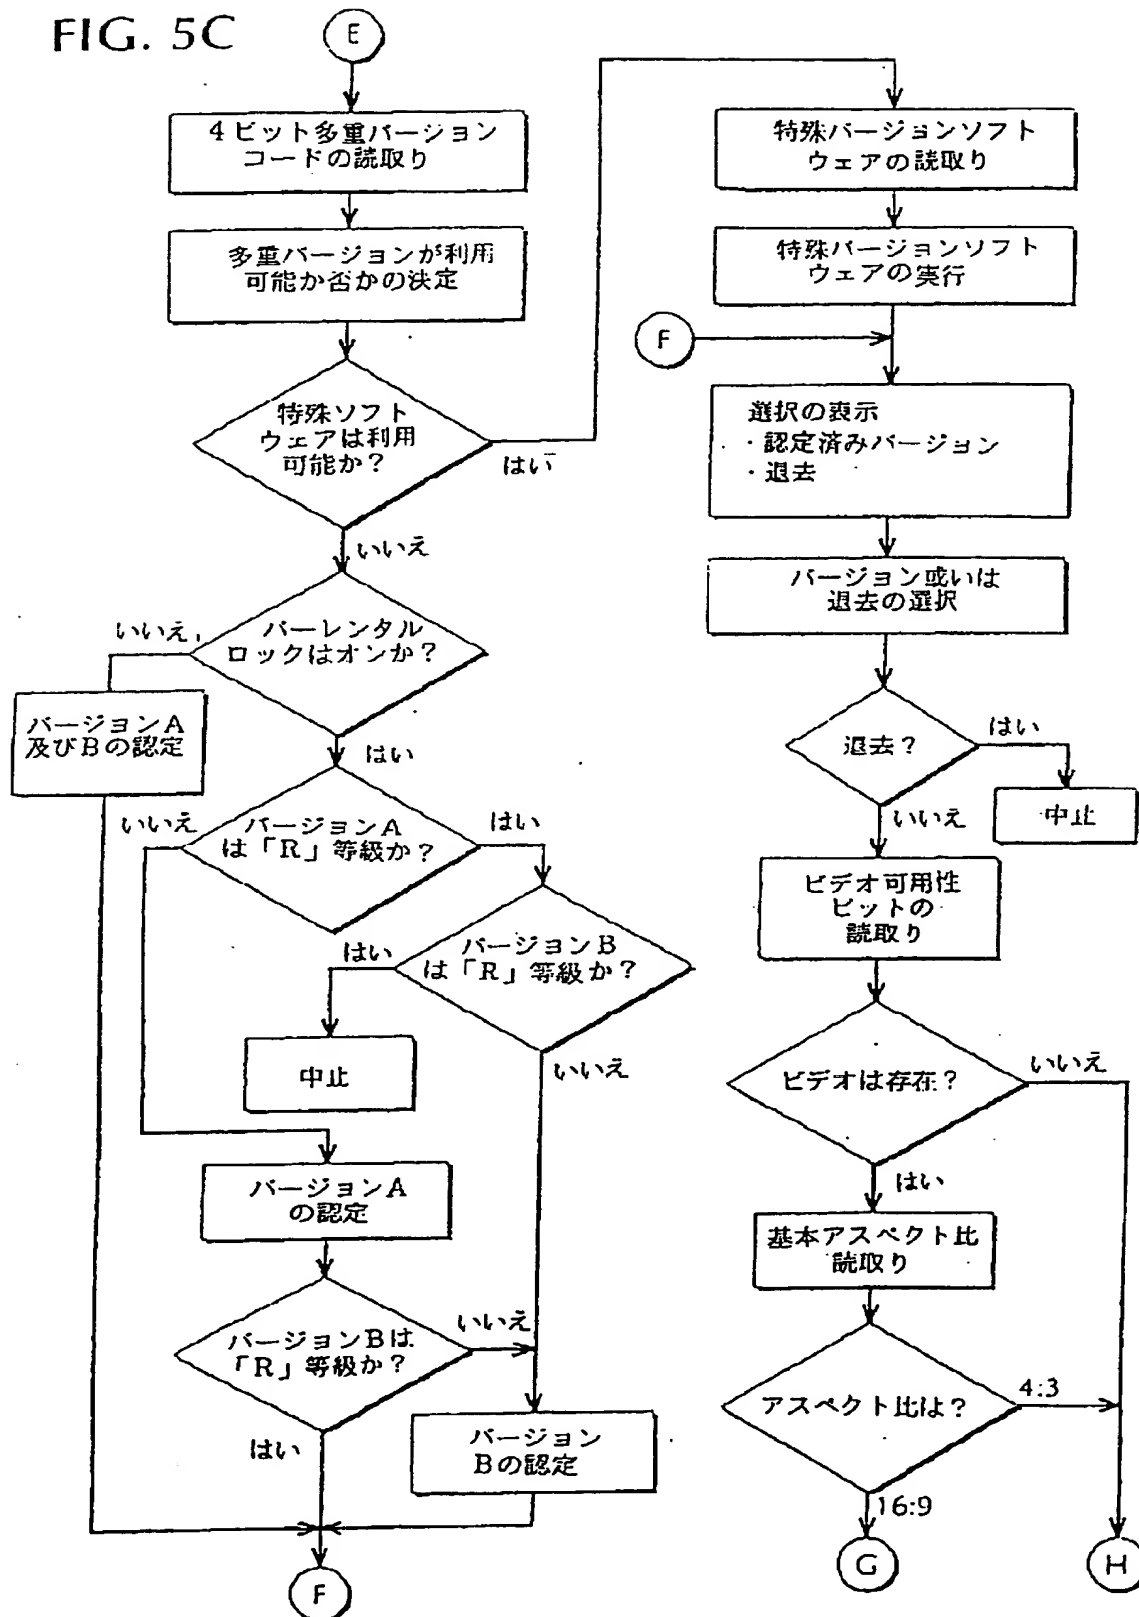 FIG. 5C
E
4ビット多重バージョン
コードの読取り
多重バージョンが利用
可能か否かの決定
特殊ソフト
ウェアは利用
可能か?
はい
いいえ
バーレンタル
ロックはオンか?
いいえ
バージョンA
及びBの認定
はい
バージョンA
は「R」等級か?
いいえ
はい
バージョンB
は「R」等級か?
はい
中止
いいえ
バージョンA
の認定
バージョンBは
「R」等級か?
いいえ
はい
バージョン
Bの認定
F
特殊バージョンソフト
ウェアの読取り
特殊バージョンソフト
ウェアの実行
F
選択の表示
・認定済みバージョン
・退去
バージョン或いは
退去の選択
退去?
はい
中止
いいえ
ビデオ可用性
ビットの
読取り
ビデオは存在?
いいえ
はい
基本アスペクト比
読取り
アスペクト比は?
4:3
16:9
G
H